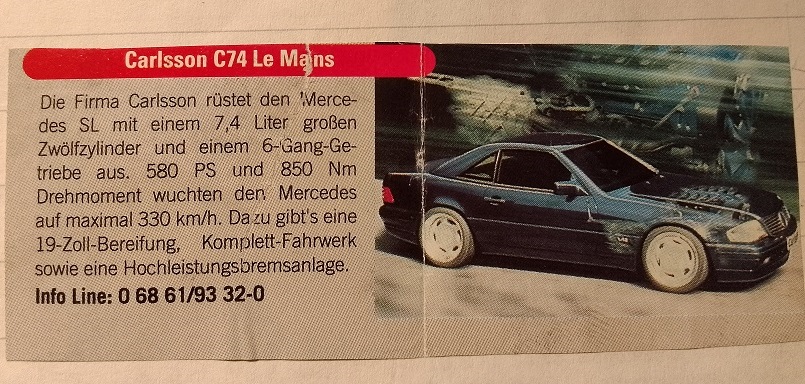 Carlsson C74 Le Mans
Die Firma Carlsson rüstet den Merce-
des SL mit einem 7,4 Liter großen
Zwölfzylinder und einem 6-Gang-Ge-
triebe aus. 580 PS und 850 Nm
Drehmoment wuchten den Mercedes
auf maximal 330 km/h. Dazu gibt's eine
19-Zoll-Bereifung, Komplett-Fahrwerk
sowie eine Hochleistungsbremsanlage.
Info Line: 0 68 61/93 32-0